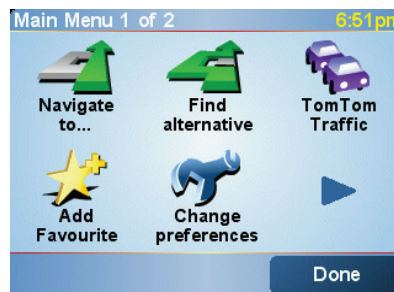 Main Menu 1 of 2
6:51pm
Navigate
to...
Find
alternative
TomTom
Traffic
Add
Favourite
Change
preferences
Done